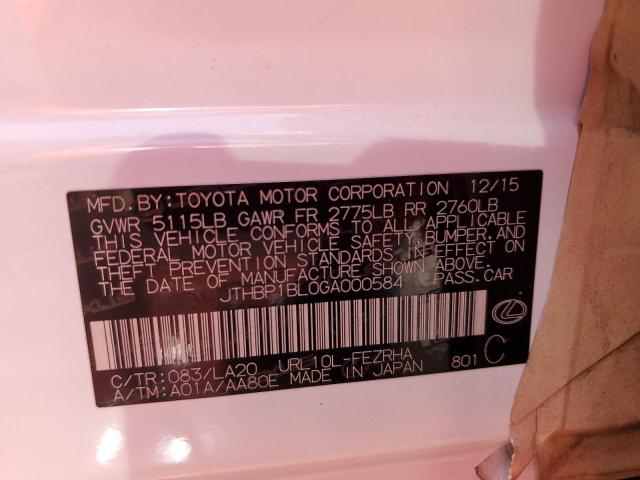 MFD.BY:TOYOTA MOTOR CORPORATION 12/15
GVWR 5115LB GAWR FR 2775LB RR 2760LB
THIS VEHICLE CONFORMS TO ALL APPLICABLE
FEDERAL MOTOR VEHICLE SAFETY,BUMPER,AND
THEFT PREVENTION STANDARDS IN EFFECT ON
THE DATE OF MANUFACTURE SHOWN ABOVE.
JTHBP1BL0GA000584 PASS.CAR
C/TR:083/LA20 URL10L-FEZRHA
A/TM:A01A/AA80E MADE IN JAPAN 801 C